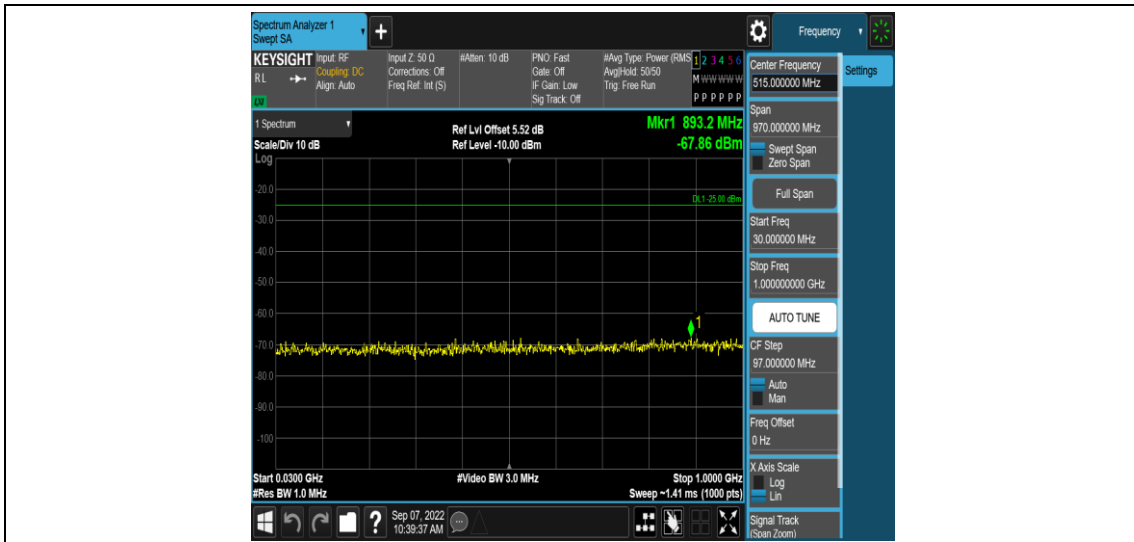 Spectrum Analyzer 1
Swept SA
+
Frequency
KEYSIGHT
RL
LM
Input: RF
Coupling: DC
Align: Auto
Input Z: 50 Ω
Corrections: Off
Freq Ref: Int (S)
#Atten: 10 dB
PNO: Fast
Gate: Off
IF Gain: Low
Sig Track: Off
#Avg Type: Power (RMS
Avg|Hold: 50/50
Trig: Free Run
1 2 3 4 5 6
M W W W W W
P P P P P P
1 Spectrum
Scale/Div 10 dB
Log
Ref Lvl Offset 5.52 dB
Ref Level -10.00 dBm
Mkr1 893.2 MHz
-67.86 dBm
DL1 -25.00 dBm
-20.0
-30.0
-40.0
-50.0
-60.0
-70.0
-80.0
-90.0
-100
1
Start 0.0300 GHz
#Res BW 1.0 MHz
#Video BW 3.0 MHz
Stop 1.0000 GHz
Sweep ~1.41 ms (1000 pts)
Center Frequency
515.000000 MHz
Settings
Span
970.000000 MHz
Swept Span
Zero Span
Full Span
Start Freq
30.000000 MHz
Stop Freq
1.000000000 GHz
AUTO TUNE
CF Step
97.000000 MHz
Auto
Man
Freq Offset
0 Hz
X Axis Scale
Log
Lin
Signal Track
(Span Zoom)
?
Sep 07, 2022
10:39:37 AM